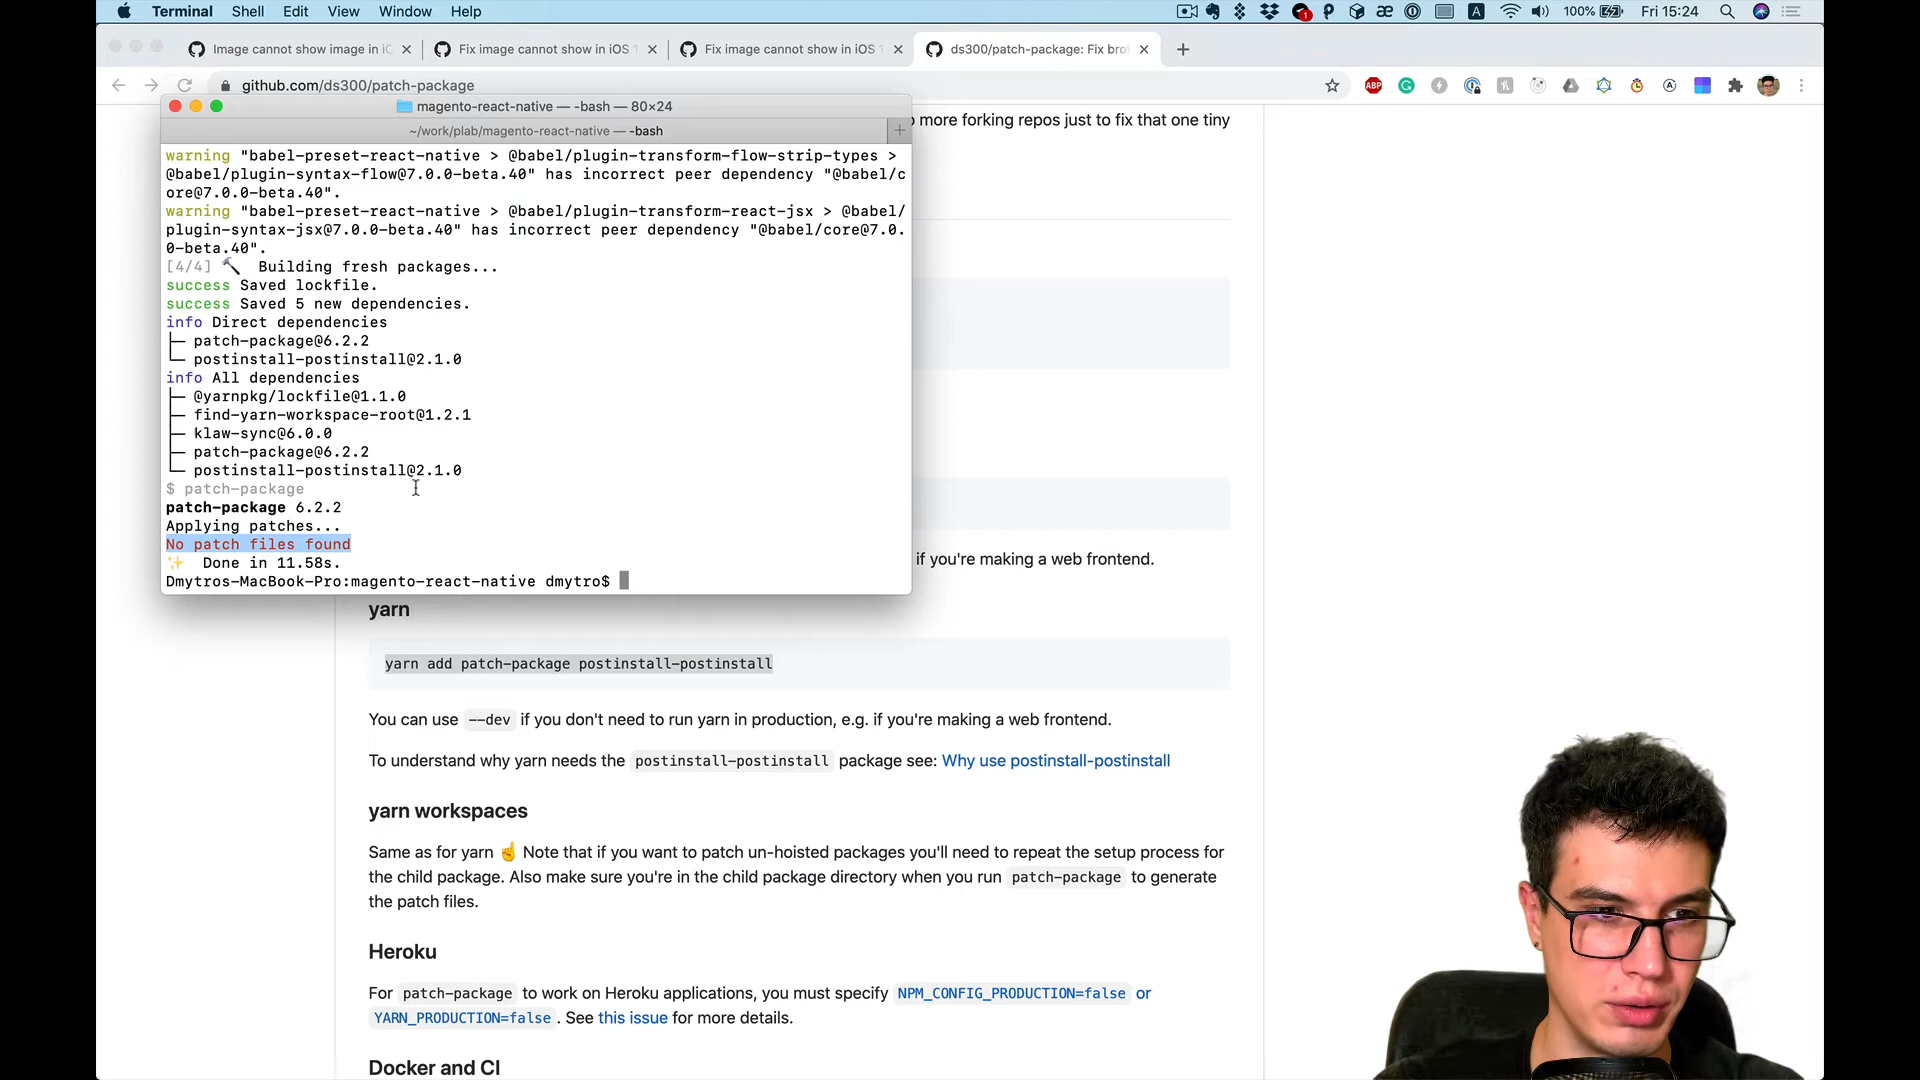 Terminal Shell Edit View Window Help 100% Fri 15:24
Image cannot show image in iO
Fix image cannot show in iOS 1
Fix image cannot show in iOS 1
ds300/patch-package: Fix bro
github.com/ds300/patch-package
magento-react-native — -bash — 80×24
~/work/plab/magento-react-native — -bash
more forking repos just to fix that one tiny
warning "babel-preset-react-native > @babel/plugin-transform-flow-strip-types >
@babel/plugin-syntax-flow@7.0.0-beta.40" has incorrect peer dependency "@babel/c
ore@7.0.0-beta.40".
warning "babel-preset-react-native > @babel/plugin-transform-react-jsx > @babel/
plugin-syntax-jsx@7.0.0-beta.40" has incorrect peer dependency "@babel/core@7.0.
0-beta.40".
[4/4] 🔨 Building fresh packages...
success Saved lockfile.
success Saved 5 new dependencies.
info Direct dependencies
├─ patch-package@6.2.2
└─ postinstall-postinstall@2.1.0
info All dependencies
├─ @yarnpkg/lockfile@1.1.0
├─ find-yarn-workspace-root@1.2.1
├─ klaw-sync@6.0.0
├─ patch-package@6.2.2
└─ postinstall-postinstall@2.1.0
$ patch-package
patch-package 6.2.2
Applying patches...
No patch files found
✨ Done in 11.58s.
Dmytros-MacBook-Pro:magento-react-native dmytro$
if you're making a web frontend.
yarn
yarn add patch-package postinstall-postinstall
You can use --dev if you don't need to run yarn in production, e.g. if you're making a web frontend.
To understand why yarn needs the postinstall-postinstall package see: Why use postinstall-postinstall
yarn workspaces
Same as for yarn ☝️ Note that if you want to patch un-hoisted packages you'll need to repeat the setup process for
the child package. Also make sure you're in the child package directory when you run patch-package to generate
the patch files.
Heroku
For patch-package to work on Heroku applications, you must specify NPM_CONFIG_PRODUCTION=false or
YARN_PRODUCTION=false . See this issue for more details.
Docker and CI